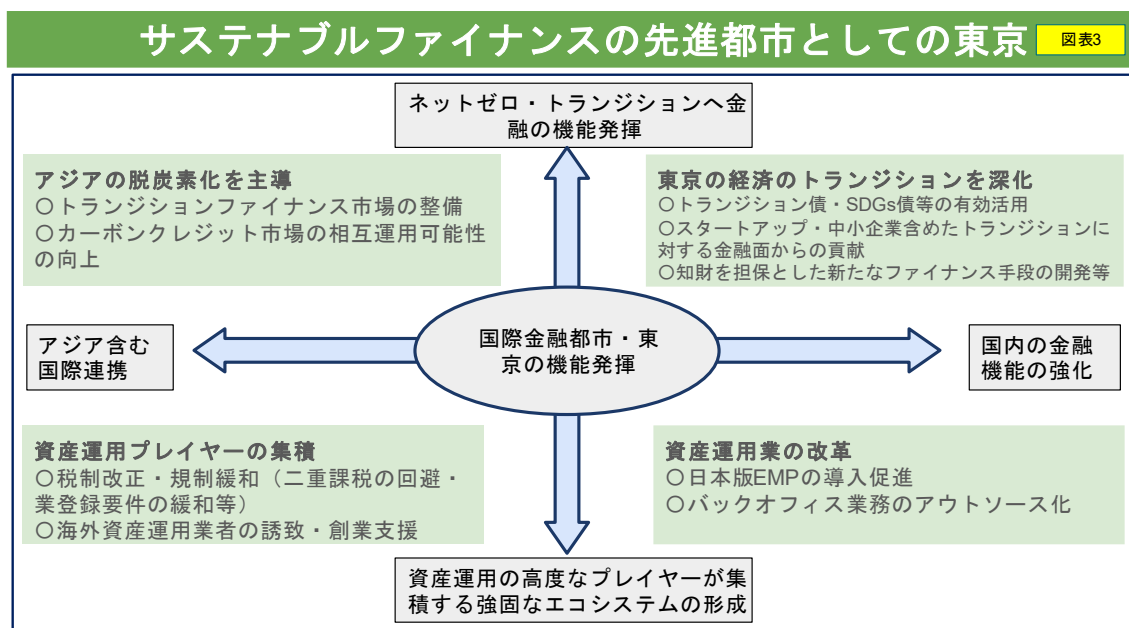 サステナブルファイナンスの先進都市としての東京
図表3
ネットゼロ・トランジションへ金
融の機能発揮
アジアの脱炭素化を主導
○トランジションファイナンス市場の整備
○カーボンクレジット市場の相互運用可能性
の向上
東京の経済のトランジションを深化
○トランジション債・SDGs債等の有効活用
○スタートアップ・中小企業含めたトランジションに
対する金融面からの貢献
○知財を担保とした新たなファイナンス手段の開発等
アジア含む
国際連携
国際金融都市・東
京の機能発揮
国内の金融
機能の強化
資産運用プレイヤーの集積
○税制改正・規制緩和（二重課税の回避・
業登録要件の緩和等）
○海外資産運用業者の誘致・創業支援
資産運用業の改革
○日本版EMPの導入促進
○バックオフィス業務のアウトソース化
資産運用の高度なプレイヤーが集
積する強固なエコシステムの形成